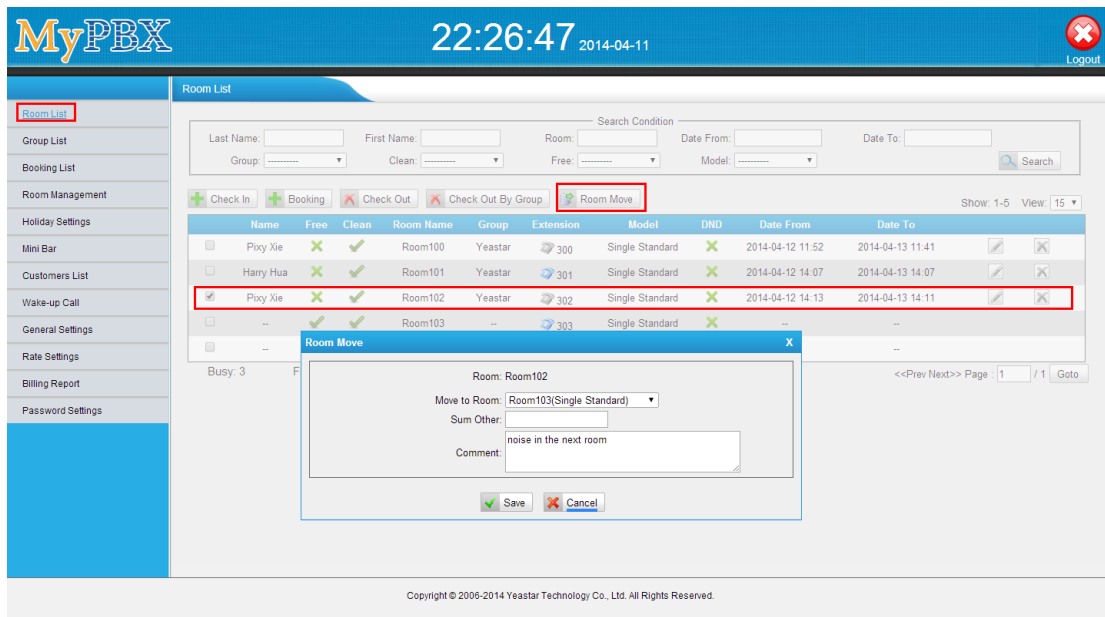 MyPBX
22:26:47 2014-04-11
Logout
Room List
Room List
Group List
Booking List
Room Management
Holiday Settings
Mini Bar
Customers List
Wake-up Call
General Settings
Rate Settings
Billing Report
Password Settings
Search Condition
Last Name: First Name: Room: Date From: Date To:
Group: ---------- Clean: ---------- Free: ---------- Model: ---------- Search
Check In Booking Check Out Check Out By Group Room Move Show: 1-5 View: 15
Name Free Clean Room Name Group Extension Model DND Date From Date To
Pixy Xie Room100 Yeastar 300 Single Standard 2014-04-12 11:52 2014-04-13 11:41
Harry Hua Room101 Yeastar 301 Single Standard 2014-04-12 14:07 2014-04-13 14:07
Pixy Xie Room102 Yeastar 302 Single Standard 2014-04-12 14:13 2014-04-13 14:11
-- Room103 -- 303 Single Standard -- --
-- --
Busy: 3 F <<Prev Next>> Page : 1 / 1 Goto
Room Move X
Room: Room102
Move to Room: Room103(Single Standard)
Sum Other:
Comment: noise in the next room
Save Cancel
Copyright © 2006-2014 Yeastar Technology Co., Ltd. All Rights Reserved.